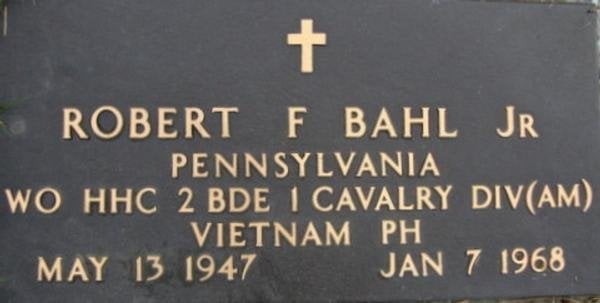 ROBERT F BAHL JR
PENNSYLVANIA
WO HHC 2 BDE 1 CAVALRY DIV(AM)
VIETNAM PH
MAY 13 1947 JAN 7 1968